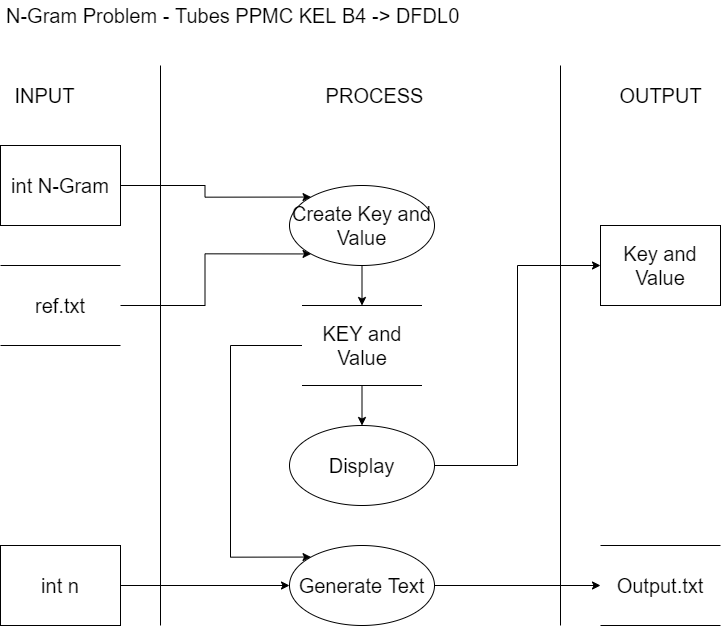 N-Gram Problem - Tubes PPMC KEL B4 -> DFDL0
INPUT
PROCESS
OUTPUT
int N-Gram
Create Key and
Value
Key and
Value
ref.txt
KEY and
Value
Display
int n
Generate Text
Output.txt